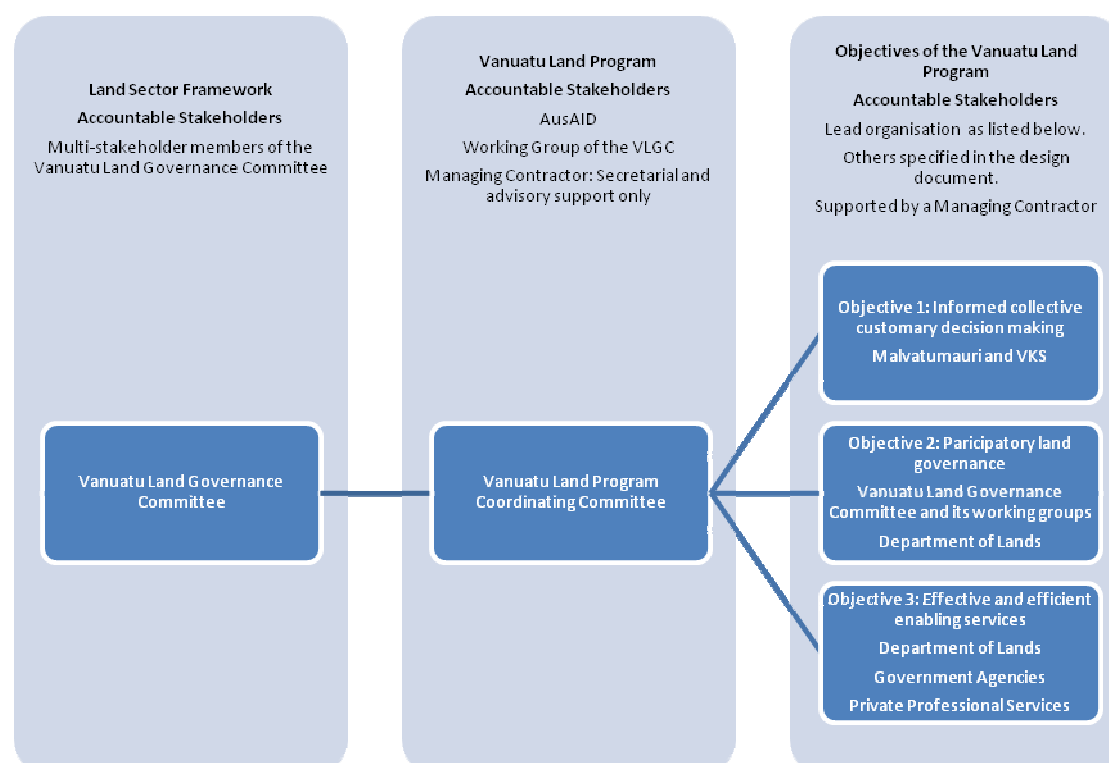 Land Sector Framework
Accountable Stakeholders
Multi-stakeholder members of the
Vanuatu Land Governance Committee
Vanuatu Land Governance
Committee
Vanuatu Land Program
Accountable Stakeholders
AusAID
Working Group of the VLGC
Managing Contractor: Secretarial and
advisory support only
Vanuatu Land Program
Coordinating Committee
Objectives of the Vanuatu Land
Program
Accountable Stakeholders
Lead organisation as listed below.
Others specified in the design
document.
Supported by a Managing Contractor
Objective 1: Informed collective
customary decision making
Malvatumauri and VKS
Objective 2: Paricipatory land
governance
Vanuatu Land Governance
Committee and its working groups
Department of Lands
Objective 3: Effective and efficient
enabling services
Department of Lands
Government Agencies
Private Professional Services